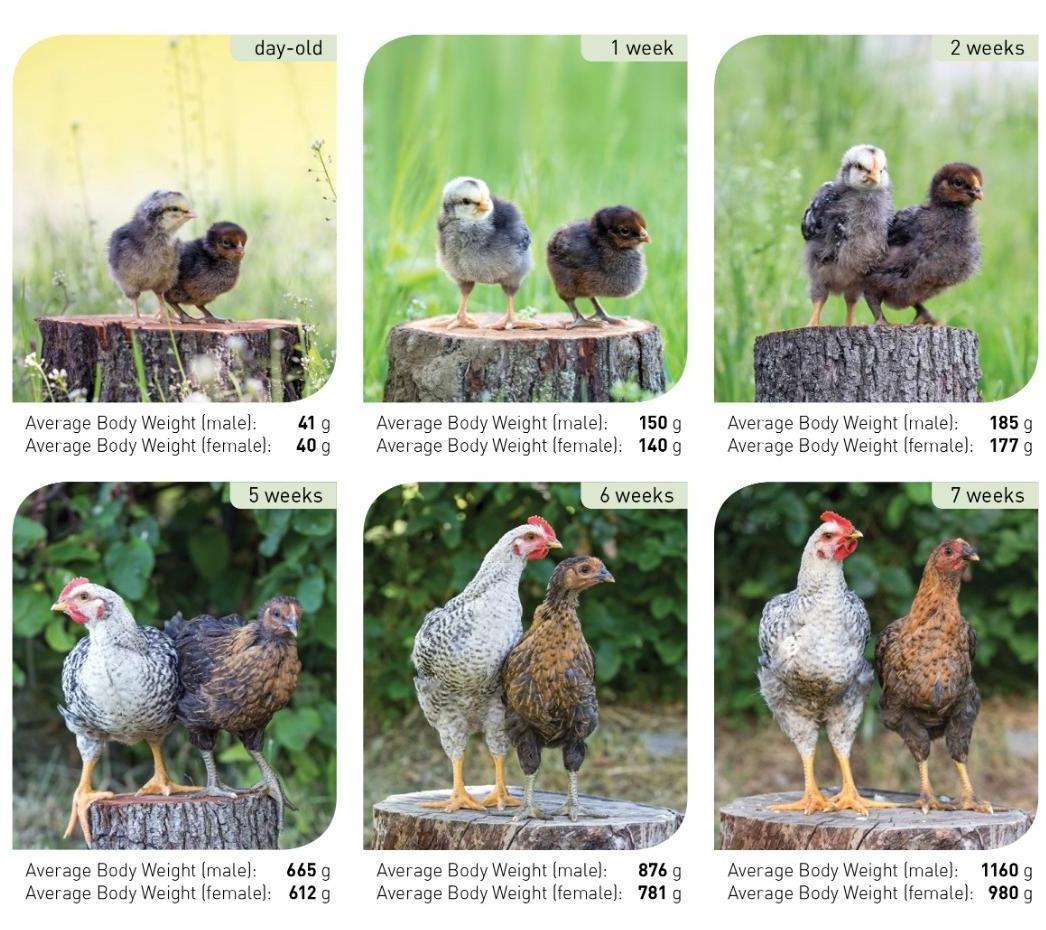 day-old
1 week
2 weeks
Average Body Weight (male): 41 g
Average Body Weight (female): 40 g
Average Body Weight (male): 150 g
Average Body Weight (female): 140 g
Average Body Weight (male): 185 g
Average Body Weight (female): 177 g
5 weeks
6 weeks
7 weeks
Average Body Weight (male): 665 g
Average Body Weight (female): 612 g
Average Body Weight (male): 876 g
Average Body Weight (female): 781 g
Average Body Weight (male): 1160 g
Average Body Weight (female): 980 g